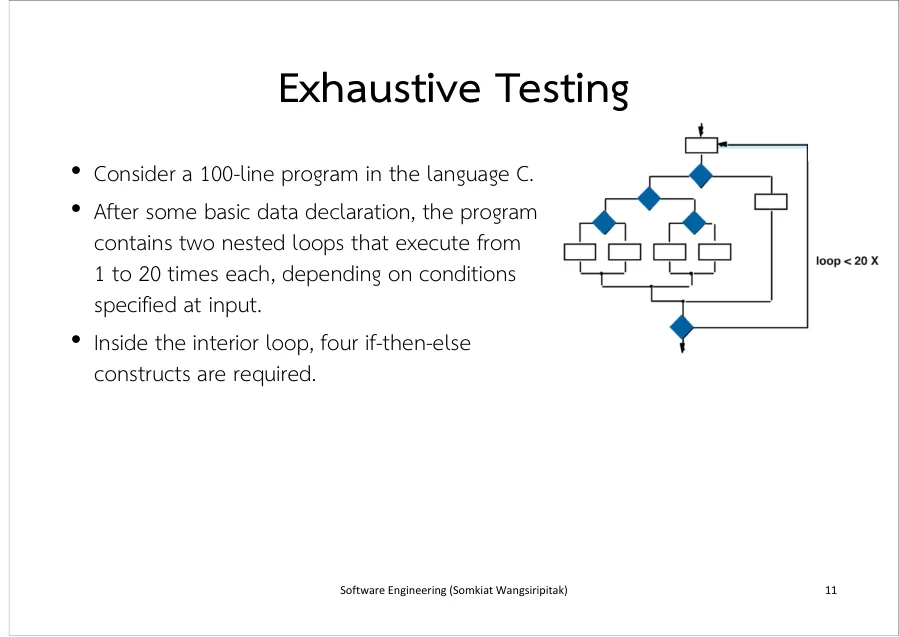 Exhaustive Testing
• Consider a 100-line program in the language C.
• After some basic data declaration, the program
contains two nested loops that execute from
1 to 20 times each, depending on conditions
specified at input.
• Inside the interior loop, four if-then-else
constructs are required.
loop < 20 X
Software Engineering (Somkiat Wangsiripitak)
11